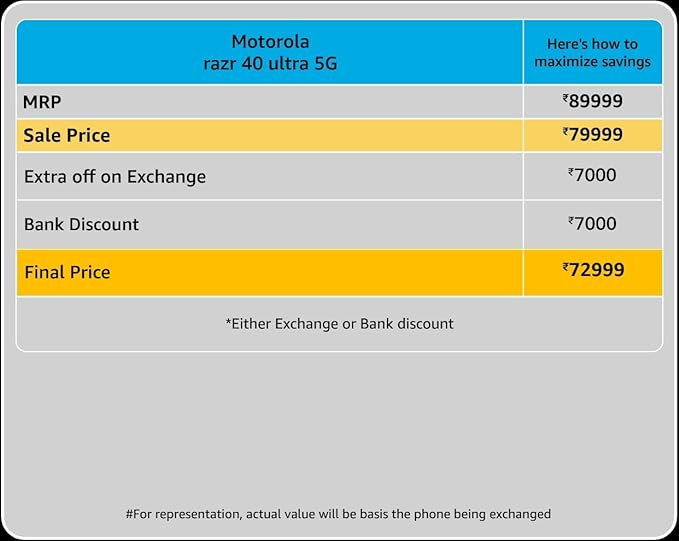 Motorola
razr 40 ultra 5G
Here's how to
maximize savings
MRP ₹89999
Sale Price ₹79999
Extra off on Exchange ₹7000
Bank Discount ₹7000
Final Price ₹72999
*Either Exchange or Bank discount
#For representation, actual value will be basis the phone being exchanged